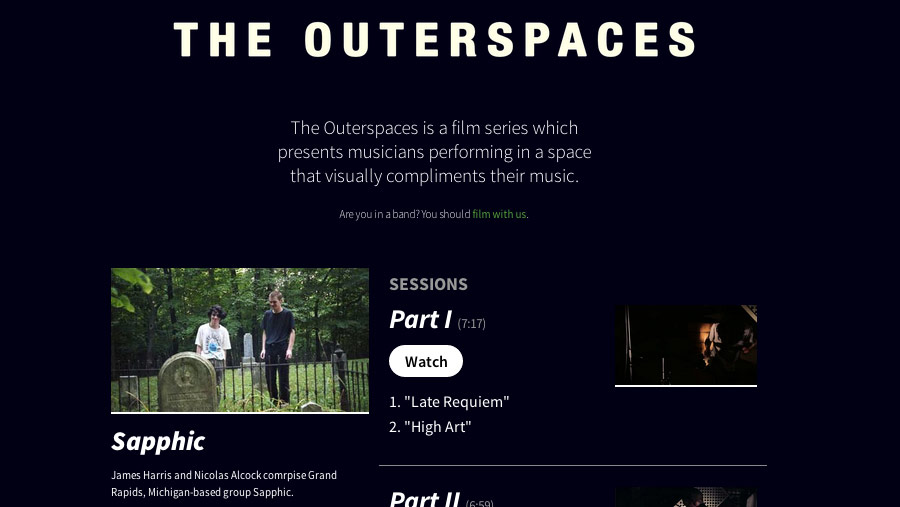 THE OUTERSPACES
The Outerspaces is a film series which
presents musicians performing in a space
that visually compliments their music.
Are you in a band? You should film with us.
SESSIONS
Part I (7:17)
Watch
1. "Late Requiem"
2. "High Art"
Sapphic
James Harris and Nicolas Alcock comrpise Grand
Rapids, Michigan-based group Sapphic.
Part II (6:59)